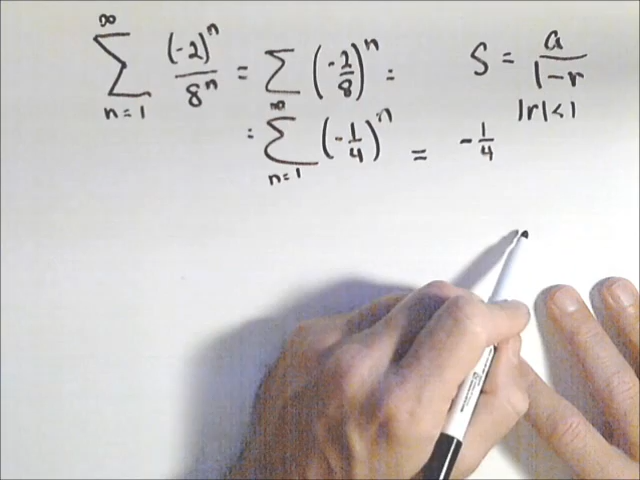 ∞
∑ (-2)ⁿ/8ⁿ = ∑ (-2/8)ⁿ =
n=1
S = a/(1-r)
|r|<1
∞
= ∑ (-1/4)ⁿ = -1/4
n=1